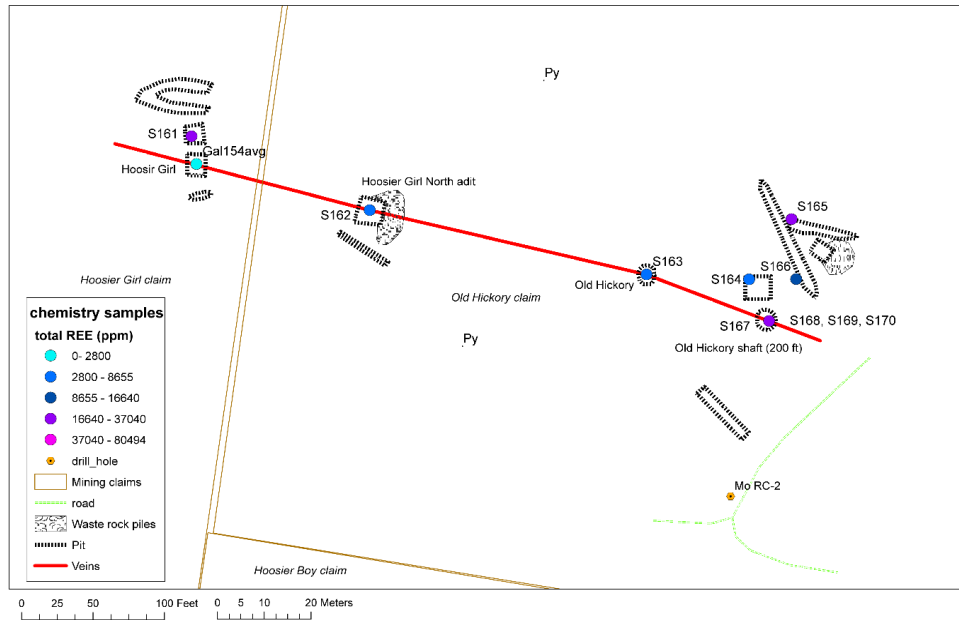 Py
S161
Gal154avg
Hoosir Girl
Hoosier Girl North adit
S162
S165
S163
S164
S166
Old Hickory
Hoosier Girl claim
Old Hickory claim
S167
S168, S169, S170
Old Hickory shaft (200 ft)
Py
chemistry samples
total REE (ppm)
0- 2800
2800 - 8655
8655 - 16640
16640 - 37040
37040 - 80494
drill_hole
Mining claims
road
Waste rock piles
Pit
Veins
Mo RC-2
Hoosier Boy claim
0 25 50 100 Feet
0 5 10 20 Meters